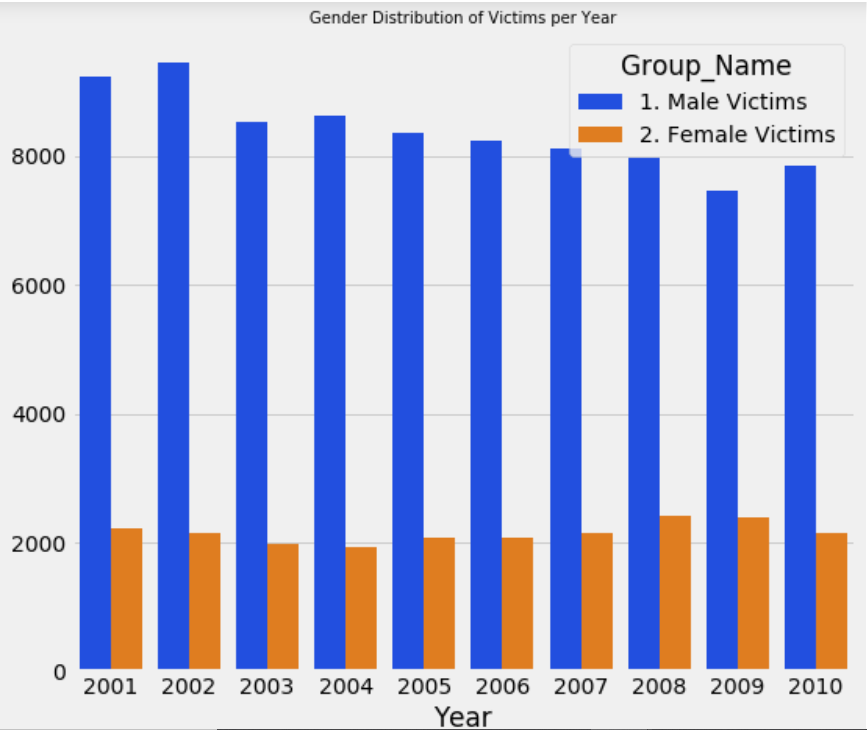 Gender Distribution of Victims per Year
Group_Name
1. Male Victims
2. Female Victims
8000
6000
4000
2000
0
2001 2002 2003 2004 2005 2006 2007 2008 2009 2010
Year